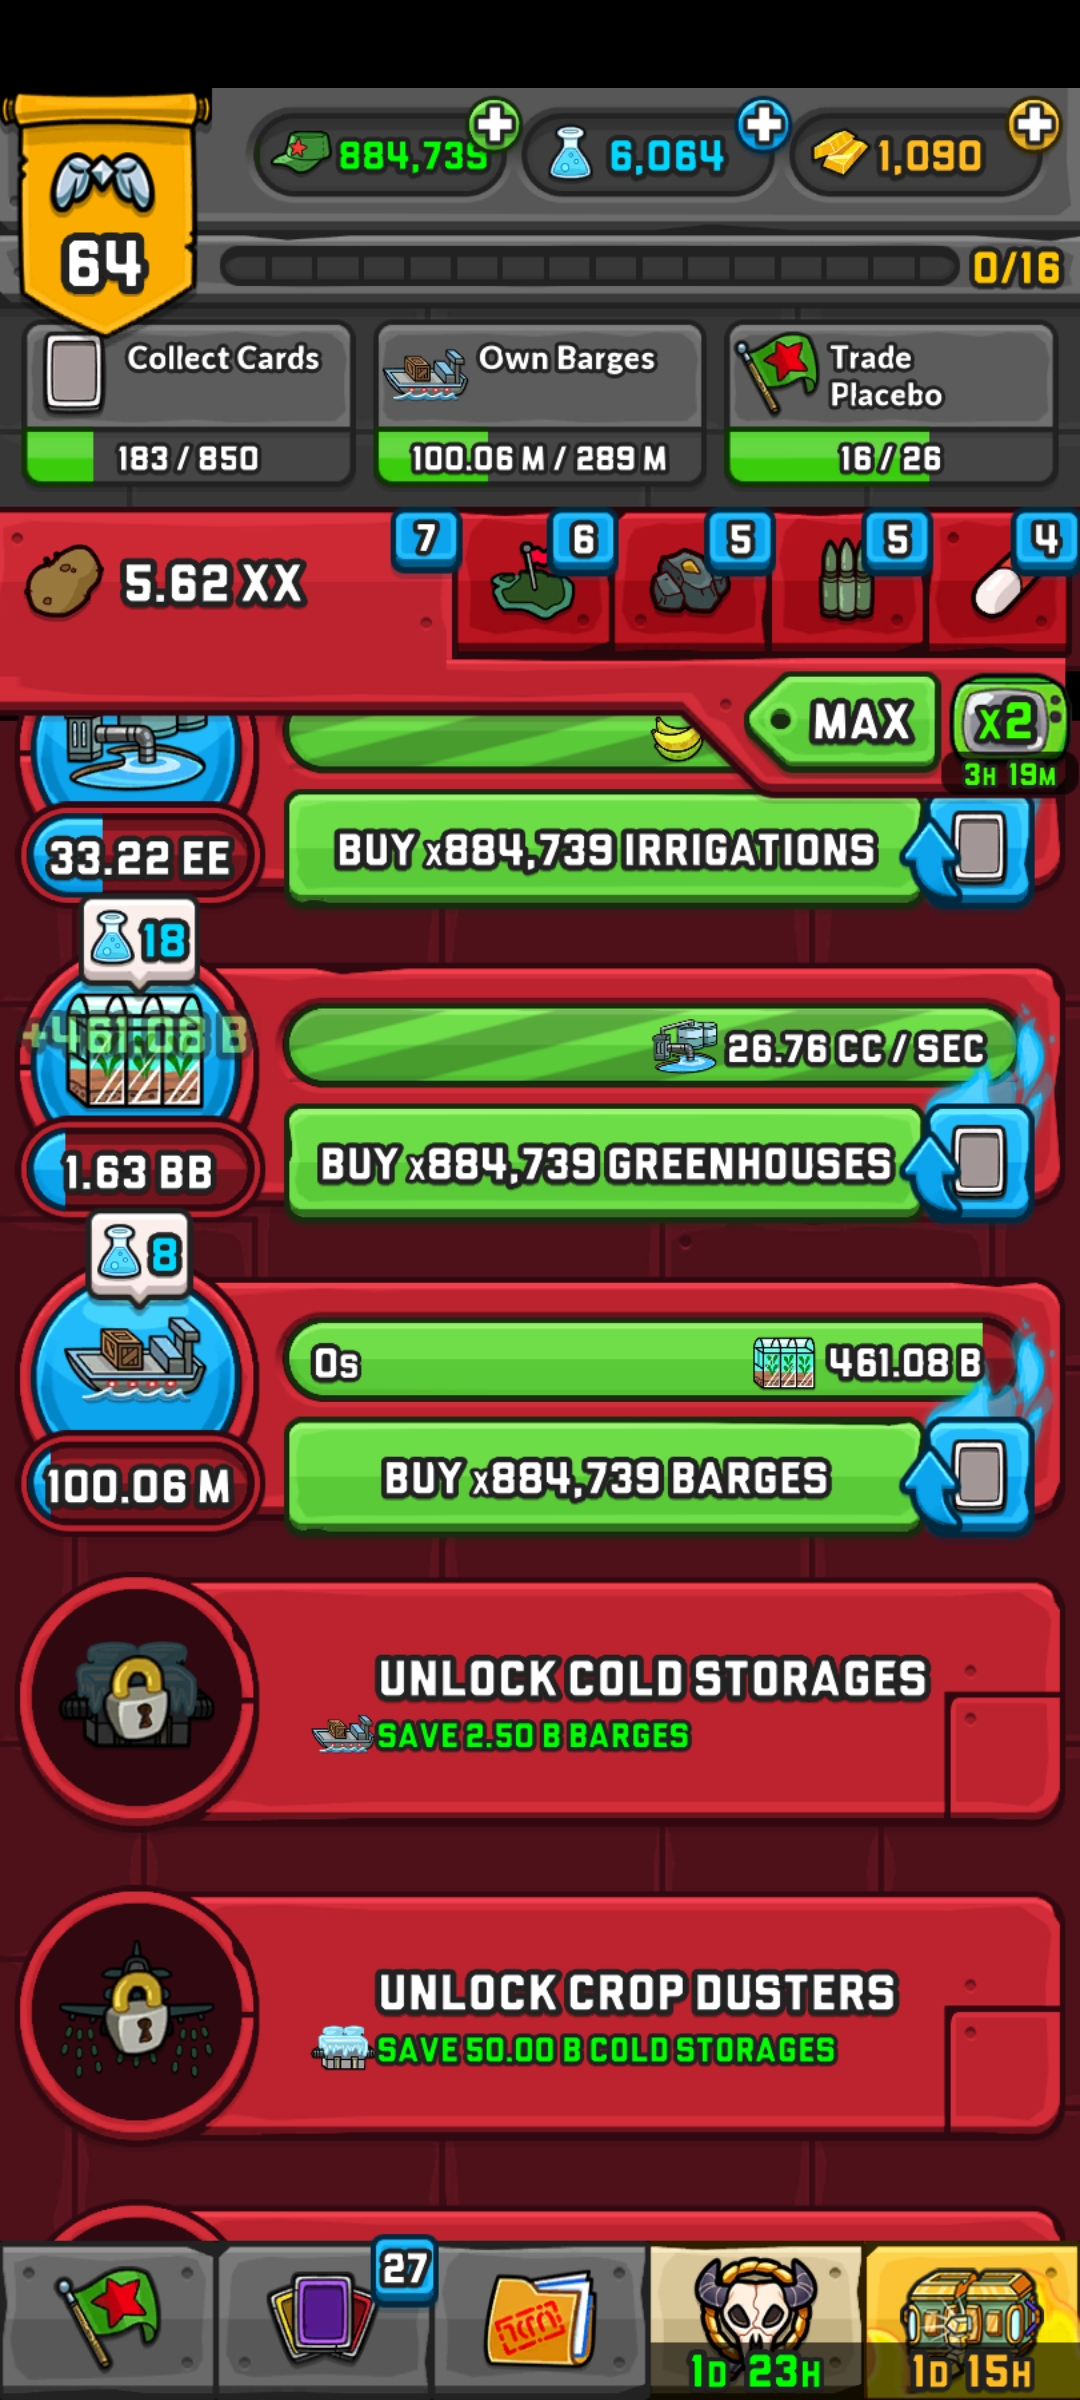 884,739
6,064
1,090
64
0/16
Collect Cards
183 / 850
Own Barges
100.06 M / 289 M
Trade
Placebo
16 / 26
5.62 XX
7
6
5
5
4
MAX
X2
3H 19M
33.22 EE
BUY x884,739 IRRIGATIONS
18
+461.08 B
26.76 CC / SEC
1.63 BB
BUY x884,739 GREENHOUSES
8
0s
461.08 B
100.06 M
BUY x884,739 BARGES
UNLOCK COLD STORAGES
SAVE 2.50 B BARGES
UNLOCK CROP DUSTERS
SAVE 50.00 B COLD STORAGES
27
1D 23H
1D 15H